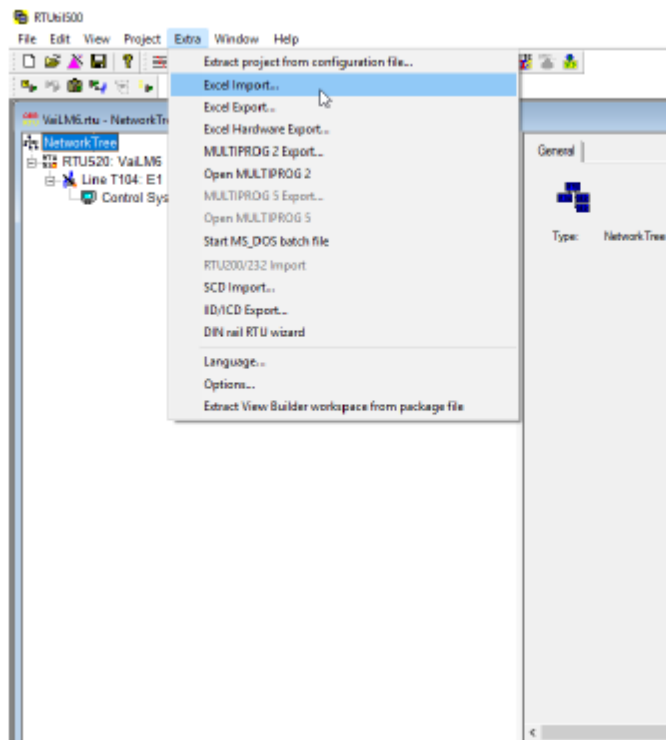 RTUtil500
File Edit View Project Extra Window Help
Extract project from configuration file...
Excel Import...
Excel Export...
Excel Hardware Export...
MULTIPROG 2 Export...
Open MULTIPROG 2
MULTIPROG 5 Export...
Open MULTIPROG 5
Start MS_DOS batch file
RTU200/232 Import
SCD Import...
IID/ICD Export...
DIN rail RTU wizard
Language...
Options...
Extract View Builder workspace from package file
VaiLM6.rtu - NetworkTr
NetworkTree
RTU520: VaiLM6
Line T104: E1
Control Sys
General
Type: NetworkTree